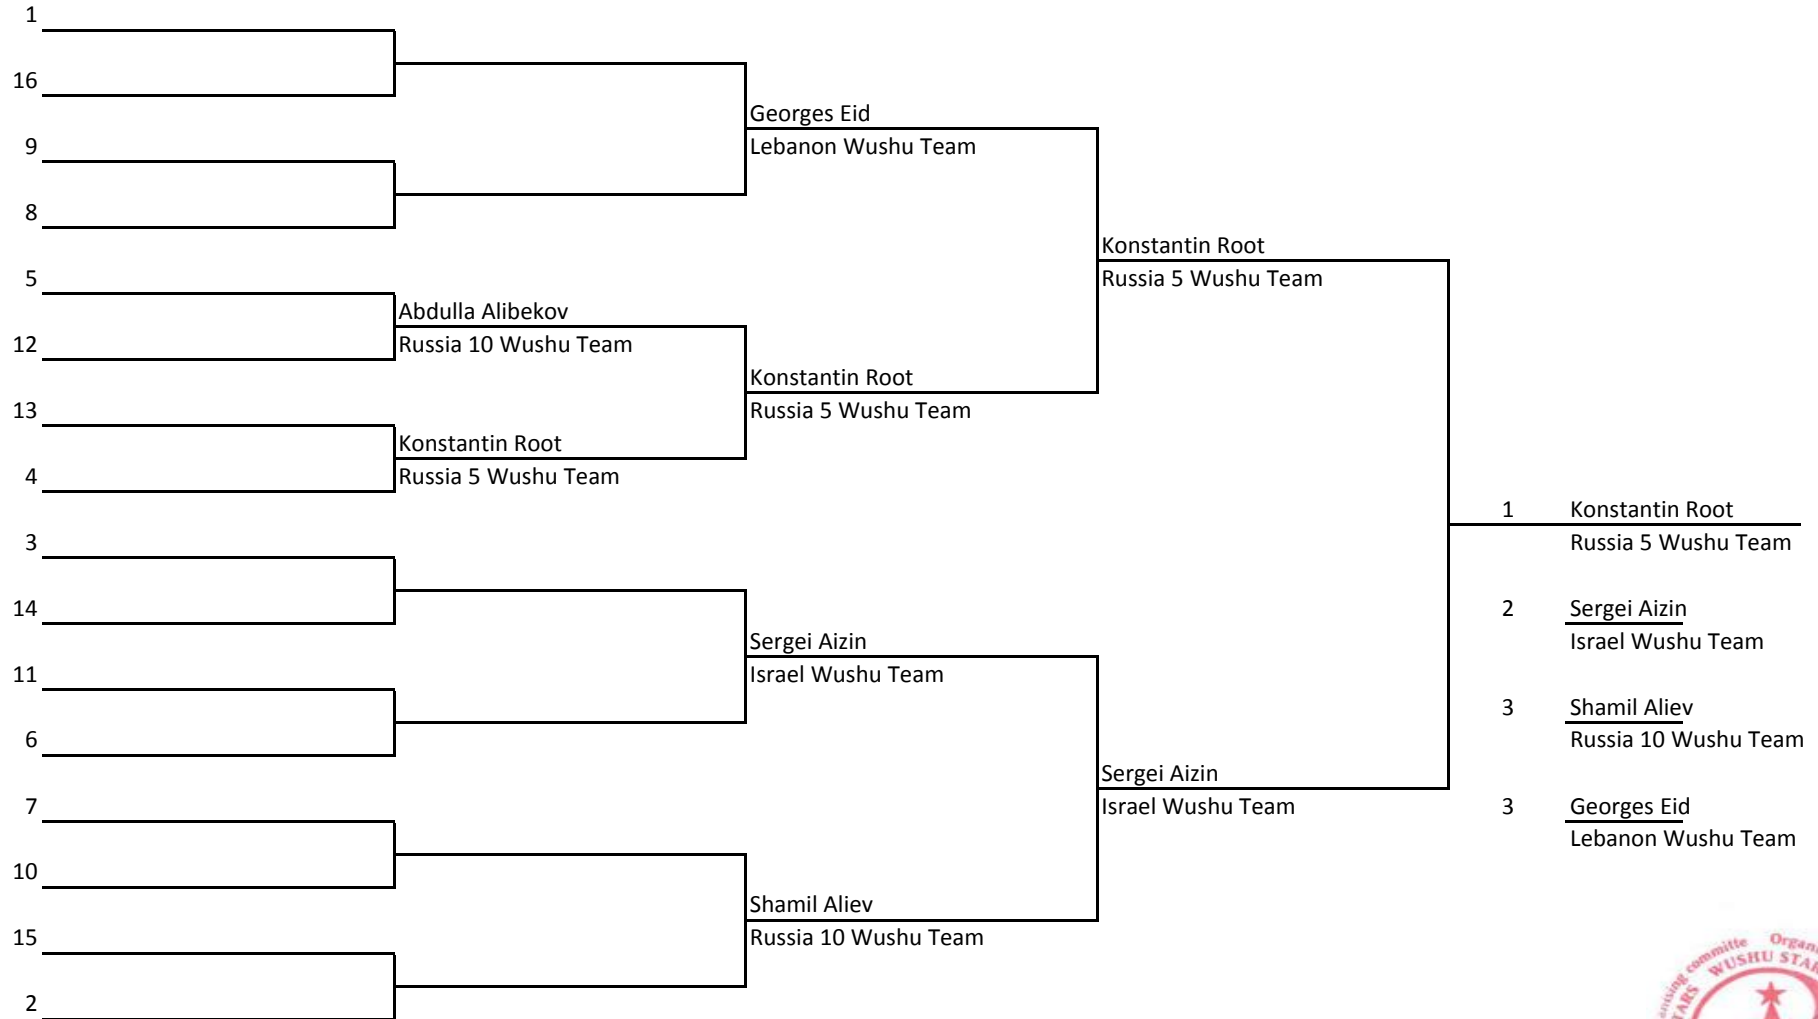 1
16
Georges Eid
9
Lebanon Wushu Team
8
Konstantin Root
5
Russia 5 Wushu Team
Abdulla Alibekov
12
Russia 10 Wushu Team
Konstantin Root
13
Russia 5 Wushu Team
Konstantin Root
4
Russia 5 Wushu Team
1 Konstantin Root
3
Russia 5 Wushu Team
14
2 Sergei Aizin
Sergei Aizin
Israel Wushu Team
11
Israel Wushu Team
3 Shamil Aliev
6
Russia 10 Wushu Team
Sergei Aizin
7
Israel Wushu Team
3 Georges Eid
Lebanon Wushu Team
10
Shamil Aliev
15
Russia 10 Wushu Team
2
committe
WUSHU